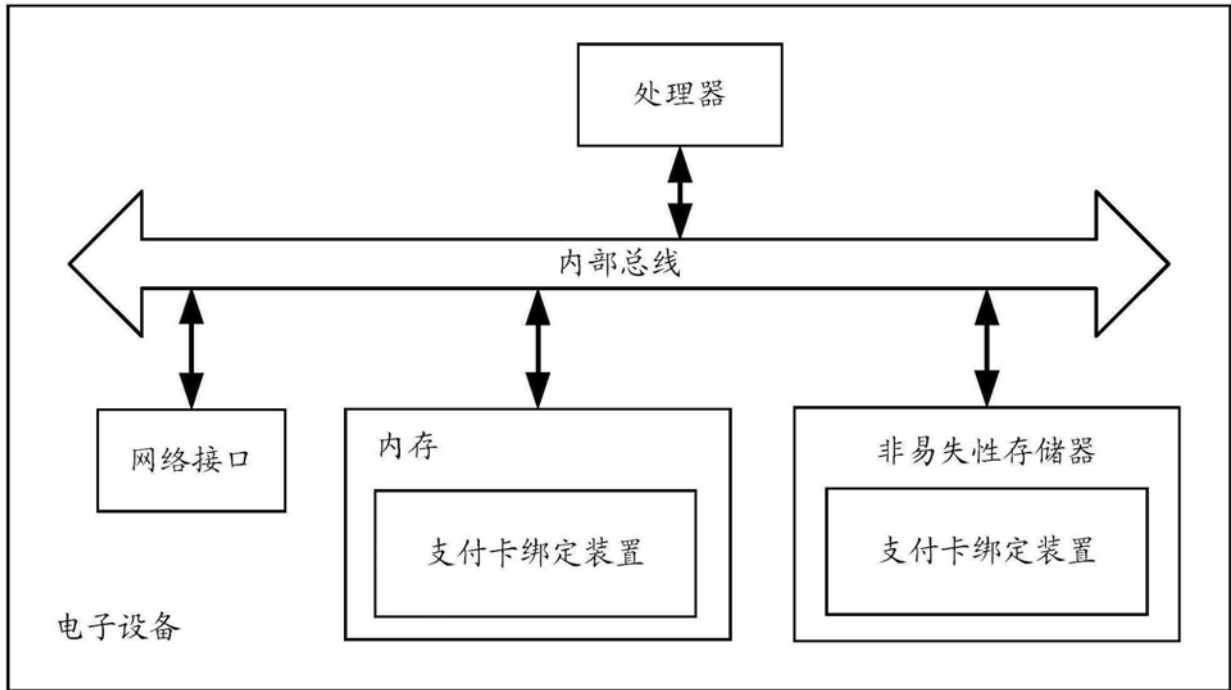 处理器
内部总线
网络接口
内存
支付卡绑定装置
非易失性存储器
支付卡绑定装置
电子设备